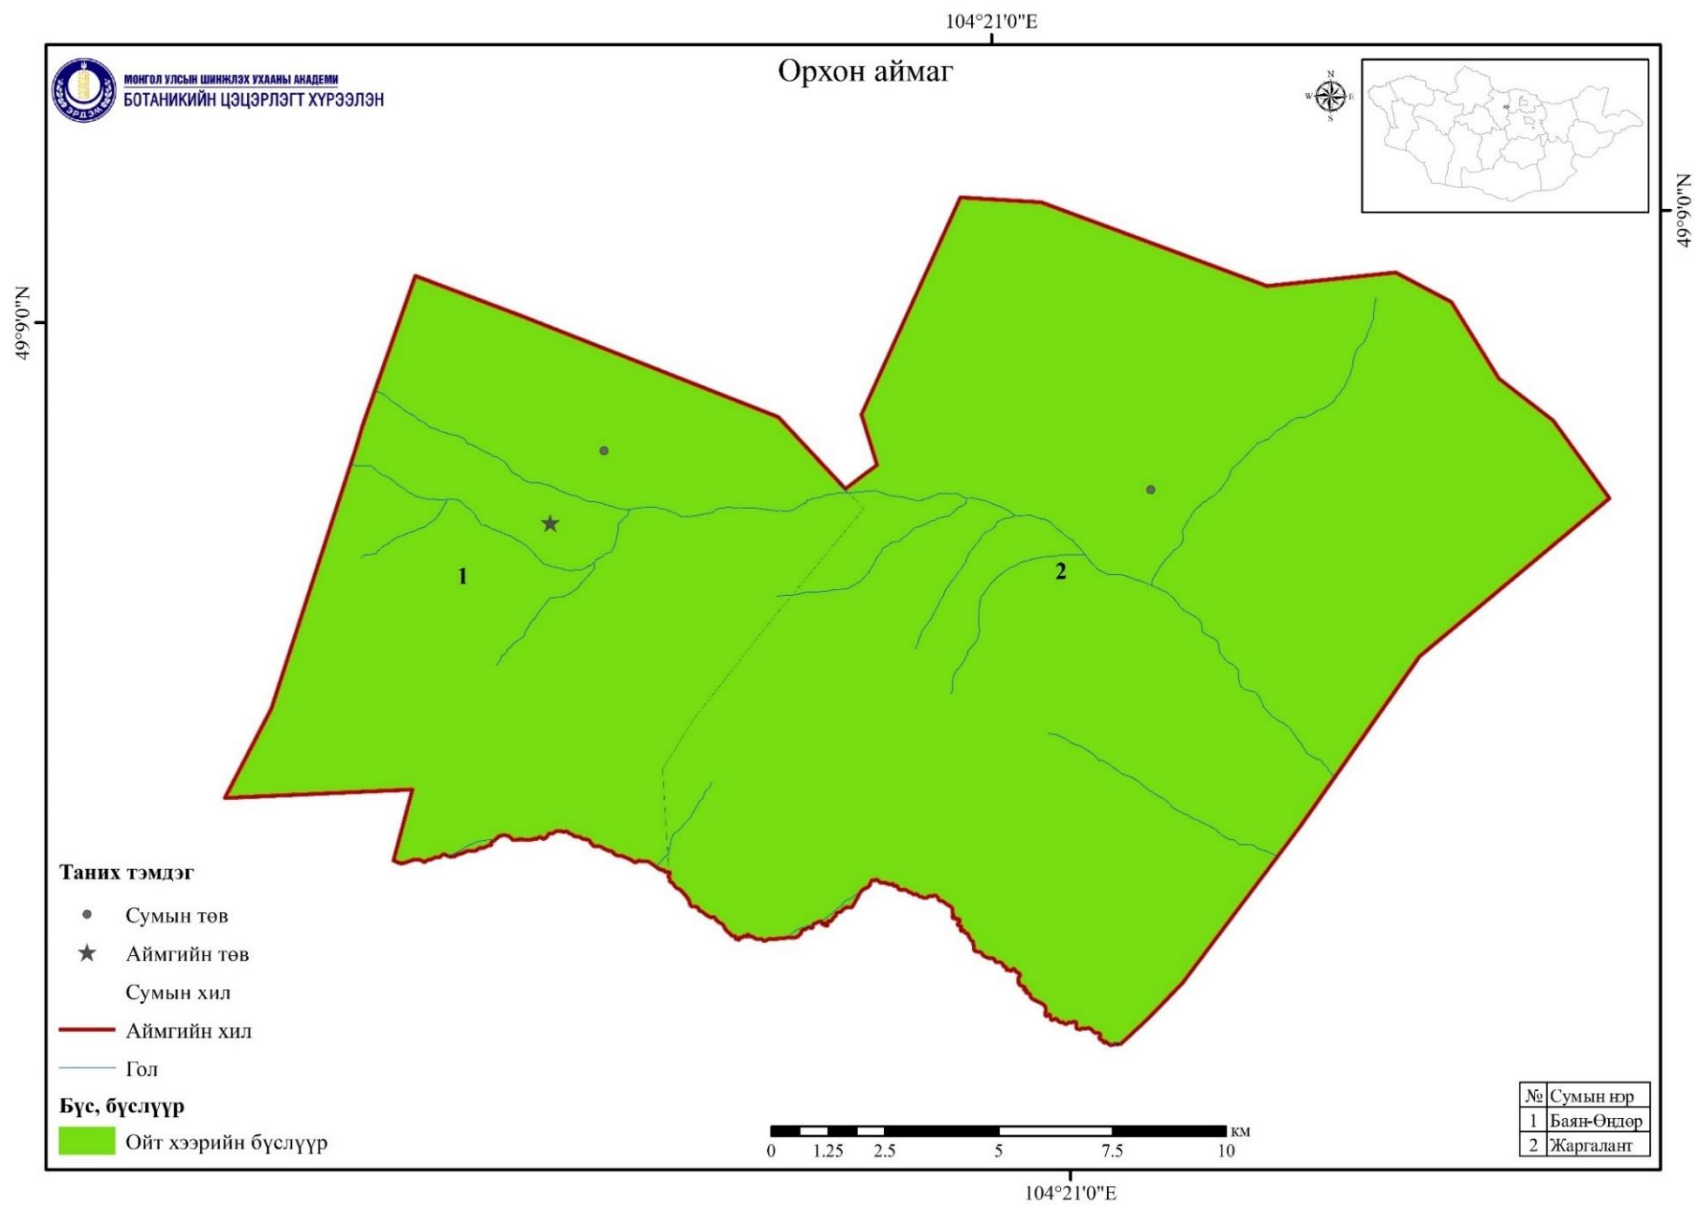 104°21'0"E
МОНГОЛ УЛСЫН ШИНЖЛЭХ УХААНЫ АКАДЕМИ
БОТАНИКИЙН ЦЭЦЭРЛЭГТ ХҮРЭЭЛЭН
ЭРДЭМ
Орхон аймаг
N
W E
S
49°9'0"N
49°9'0"N
1
2
Таних тэмдэг
Сумын төв
Аймгийн төв
Сумын хил
Аймгийн хил
Гол
Бүс, бүслүүр
Ойт хээрийн бүслүүр
км
0 1.25 2.5 5 7.5 10
№ Сумын нэр
1 Баян-Өндөр
2 Жаргалант
104°21'0"E